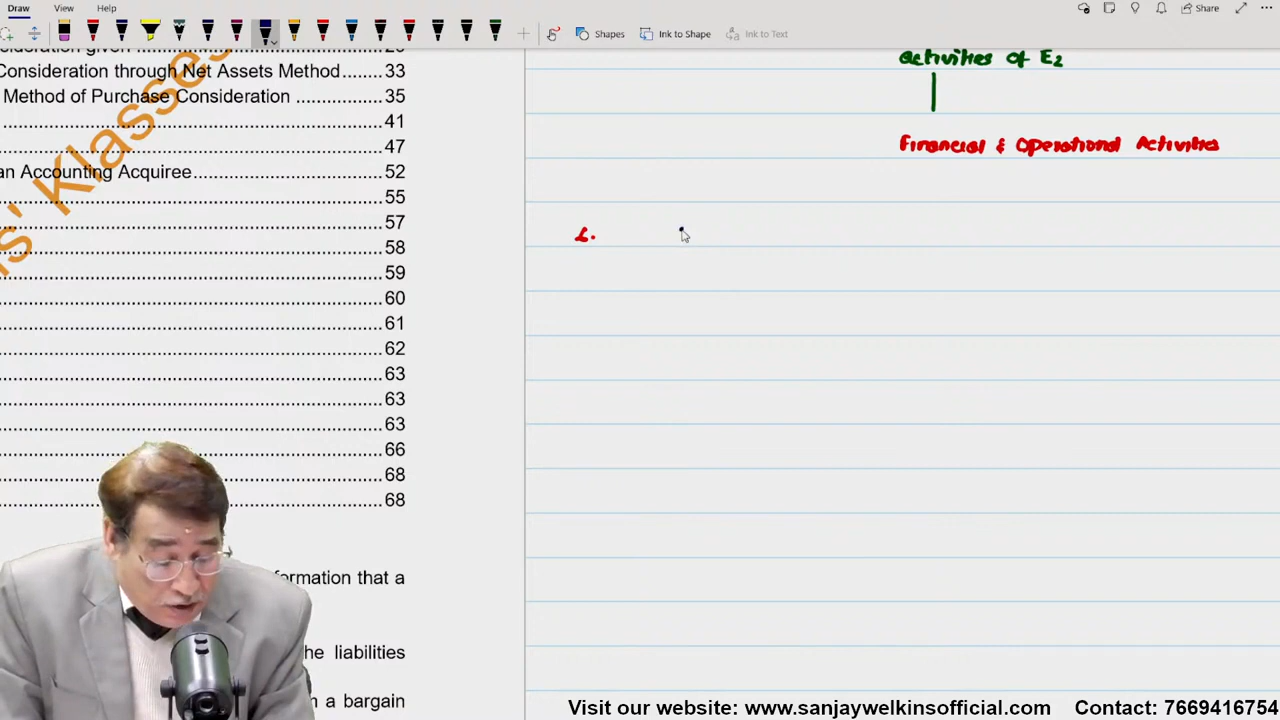 Draw View Help
Share
Shapes Ink to Shape Ink to Text
sideration given
Consideration through Net Assets Method........33
Method of Purchase Consideration ................35
41
47
an Accounting Acquiree............52
55
57
58
59
60
61
62
63
63
63
66
68
68
formation that a
he liabilities
a bargain
s' Klasses
activities of E2
Financial & Operational Activities
Visit our website: www.sanjaywelkinsofficial.com Contact: 7669416754